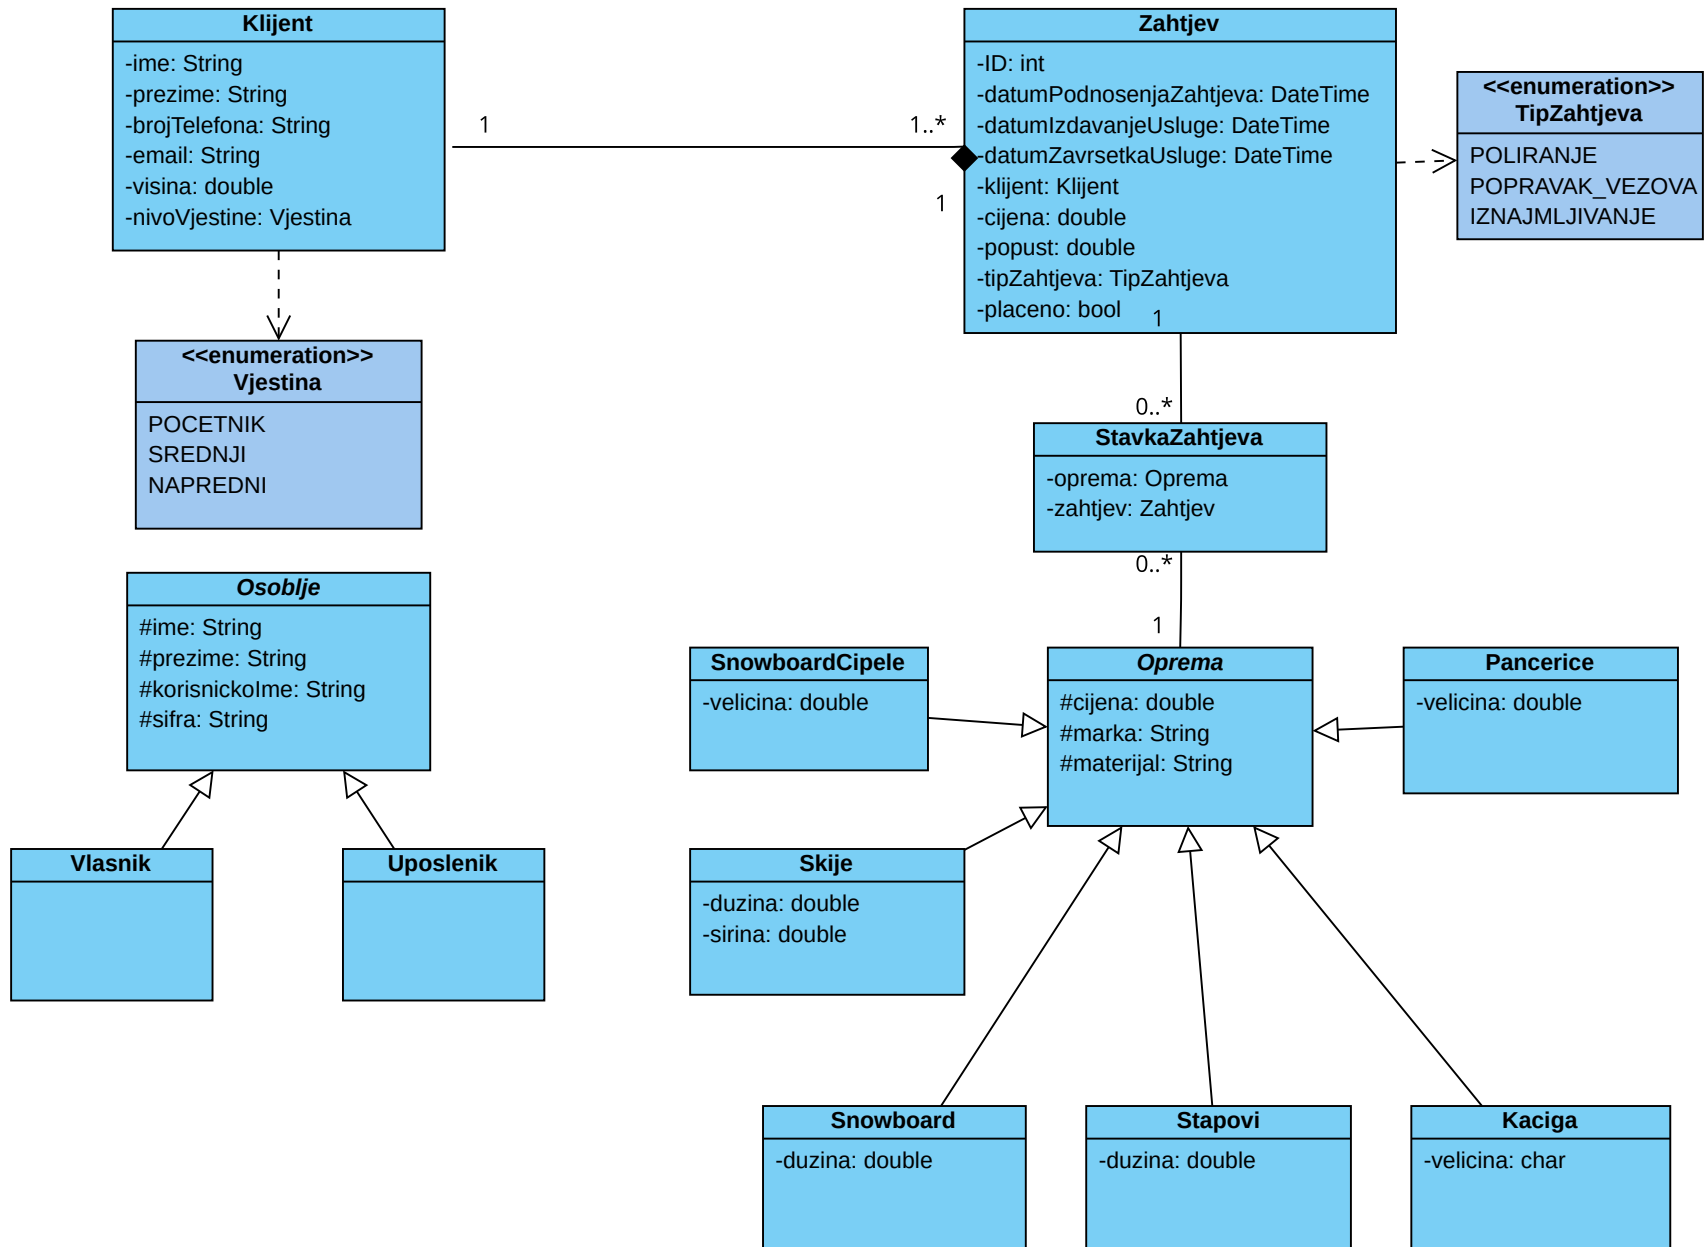 Klijent
-ime: String
-prezime: String
-brojTelefona: String
-email: String
-visina: double
-nivoVjestine: Vjestina
1
1..*
1
Zahtjev
-ID: int
-datumPodnosenjaZahtjeva: DateTime
-datumIzdavanjeUsluge: DateTime
-datumZavrsetkaUsluge: DateTime
-klijent: Klijent
-cijena: double
-popust: double
-tipZahtjeva: TipZahtjeva
-placeno: bool
1
<<enumeration>>
TipZahtjeva
POLIRANJE
POPRAVAK_VEZOVA
IZNAJMLJIVANJE
<<enumeration>>
Vjestina
POCETNIK
SREDNJI
NAPREDNI
0..*
StavkaZahtjeva
-oprema: Oprema
-zahtjev: Zahtjev
0..*
1
Osoblje
#ime: String
#prezime: String
#korisnickoIme: String
#sifra: String
Vlasnik
Uposlenik
SnowboardCipele
-velicina: double
Oprema
#cijena: double
#marka: String
#materijal: String
Pancerice
-velicina: double
Skije
-duzina: double
-sirina: double
Snowboard
-duzina: double
Stapovi
-duzina: double
Kaciga
-velicina: char